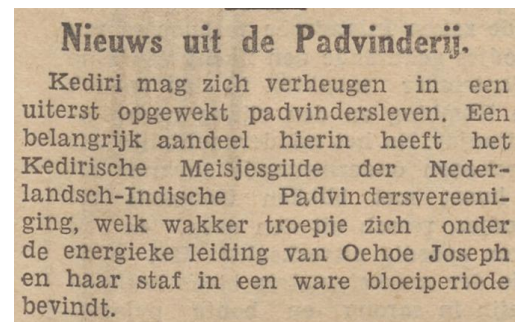 Nieuws uit de Padvinderij.
Kediri mag zich verheugen in een
uiterst opgewekt padvindersleven. Een
belangrijk aandeel hierin heeft het
Kedirische Meisjesgilde der Neder-
landsch-Indische Padvindersvereeni-
ging, welk wakker troepje zich onder
de energieke leiding van Oehoe Joseph
en haar staf in een ware bloeiperiode
bevindt.